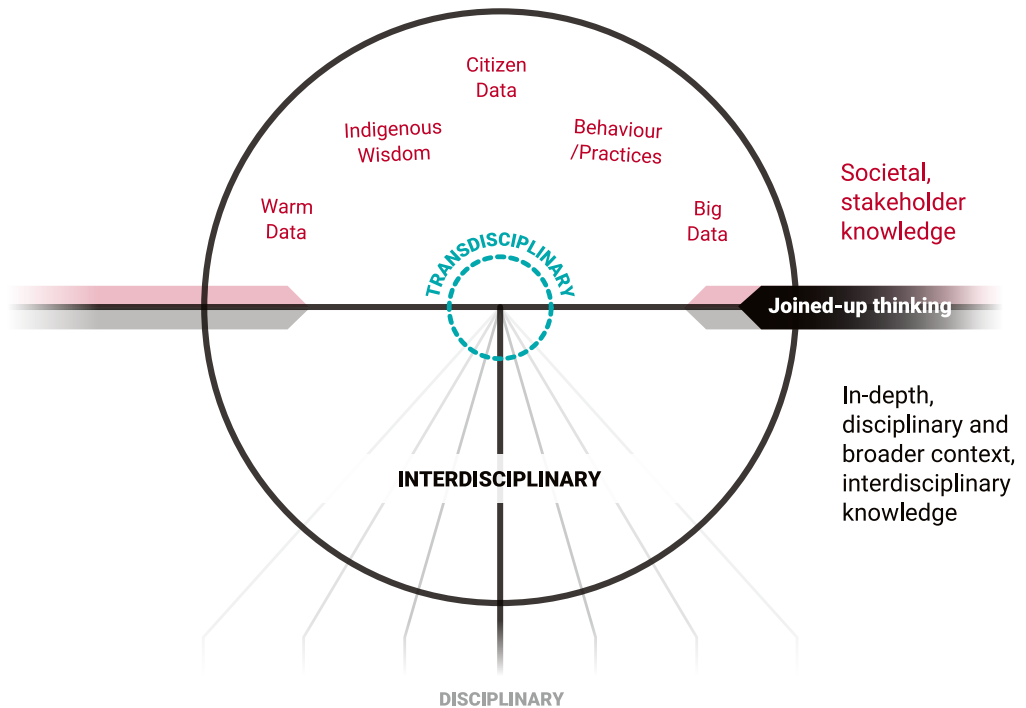 Citizen
Data
Indigenous
Wisdom
Behaviour
/Practices
Warm
Data
Big
Data
Societal,
stakeholder
knowledge
TRANSDISCIPLINARY
Joined-up thinking
In-depth,
disciplinary and
broader context,
interdisciplinary
knowledge
INTERDISCIPLINARY
DISCIPLINARY